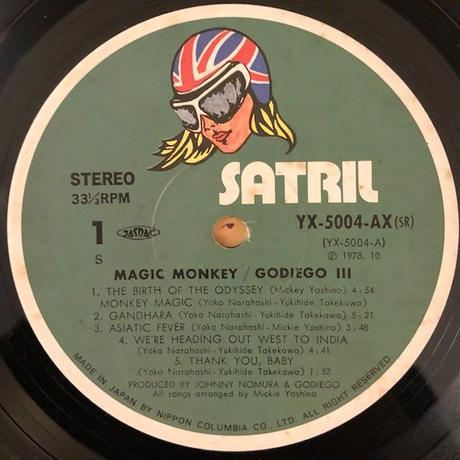 SATRIL
STEREO
33⅓RPM
YX-5004-AX(SR)
1
JASRAC
(YX-5004-A)
S
Ⓟ 1978. 10
MAGIC MONKEY / GODIEGO III
1. THE BIRTH OF THE ODYSSEY (Mickey Yoshino) 4:54
MONKEY MAGIC (Yoko Narahashi-Yukihide Takekawa)
2. GANDHARA (Yoko Narahashi-Yukihide Takekawa) 5:21
3. ASIATIC FEVER (Yoko Narahashi-Mickie Yoshino) 3:48
4. WE'RE HEADING OUT WEST TO INDIA
(Yoko Narahashi-Yukihide Takekawa) 4:41
5. THANK YOU, BABY
(Yoko Narahashi-Yukihide Takekawa) 1:52
PRODUCED BY JOHNNY NOMURA & GODIEGO
All songs arranged by Mickie Yoshino
MADE IN JAPAN BY NIPPON COLUMBIA CO., LTD. ALL RIGHT RESERVED